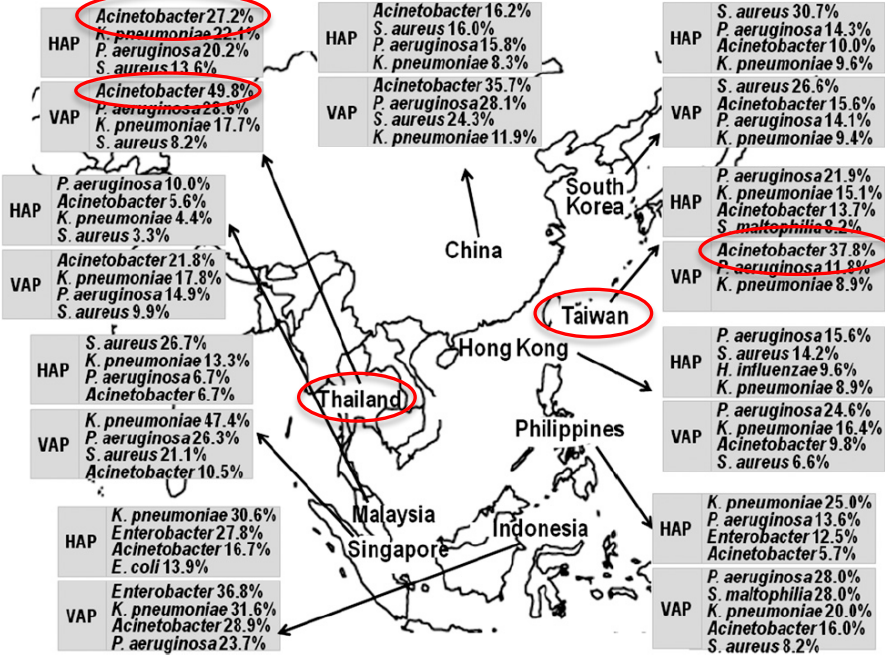 HAP
Acinetobacter 27.2%
K. pneumoniae 22.1%
P. aeruginosa 20.2%
S. aureus 13.6%
VAP
Acinetobacter 49.8%
P. aeruginosa 28.6%
K. pneumoniae 17.7%
S. aureus 8.2%
HAP
Acinetobacter 16.2%
S. aureus 16.0%
P. aeruginosa 15.8%
K. pneumoniae 8.3%
VAP
Acinetobacter 35.7%
P. aeruginosa 28.1%
S. aureus 24.3%
K. pneumoniae 11.9%
HAP
S. aureus 30.7%
P. aeruginosa 14.3%
Acinetobacter 10.0%
K. pneumoniae 9.6%
VAP
S. aureus 26.6%
Acinetobacter 15.6%
P. aeruginosa 14.1%
K. pneumoniae 9.4%
HAP
P. aeruginosa 10.0%
Acinetobacter 5.6%
K. pneumoniae 4.4%
S. aureus 3.3%
VAP
Acinetobacter 21.8%
K. pneumoniae 17.8%
P. aeruginosa 14.9%
S. aureus 9.9%
South
Korea
China
HAP
P. aeruginosa 21.9%
K. pneumoniae 15.1%
Acinetobacter 13.7%
S. maltophilia 8.2%
VAP
Acinetobacter 37.8%
P. aeruginosa 11.8%
K. pneumoniae 8.9%
Taiwan
Hong Kong
HAP
S. aureus 26.7%
K. pneumoniae 13.3%
P. aeruginosa 6.7%
Acinetobacter 6.7%
VAP
K. pneumoniae 47.4%
P. aeruginosa 26.3%
S. aureus 21.1%
Acinetobacter 10.5%
Thailand
Philippines
HAP
P. aeruginosa 15.6%
S. aureus 14.2%
H. influenzae 9.6%
K. pneumoniae 8.9%
VAP
P. aeruginosa 24.6%
K. pneumoniae 16.4%
Acinetobacter 9.8%
S. aureus 6.6%
Malaysia
Singapore
Indonesia
HAP
K. pneumoniae 30.6%
Enterobacter 27.8%
Acinetobacter 16.7%
E. coli 13.9%
VAP
Enterobacter 36.8%
K. pneumoniae 31.6%
Acinetobacter 28.9%
P. aeruginosa 23.7%
HAP
K. pneumoniae 25.0%
P. aeruginosa 13.6%
Enterobacter 12.5%
Acinetobacter 5.7%
VAP
P. aeruginosa 28.0%
S. maltophilia 28.0%
K. pneumoniae 20.0%
Acinetobacter 16.0%
S. aureus 8.2%